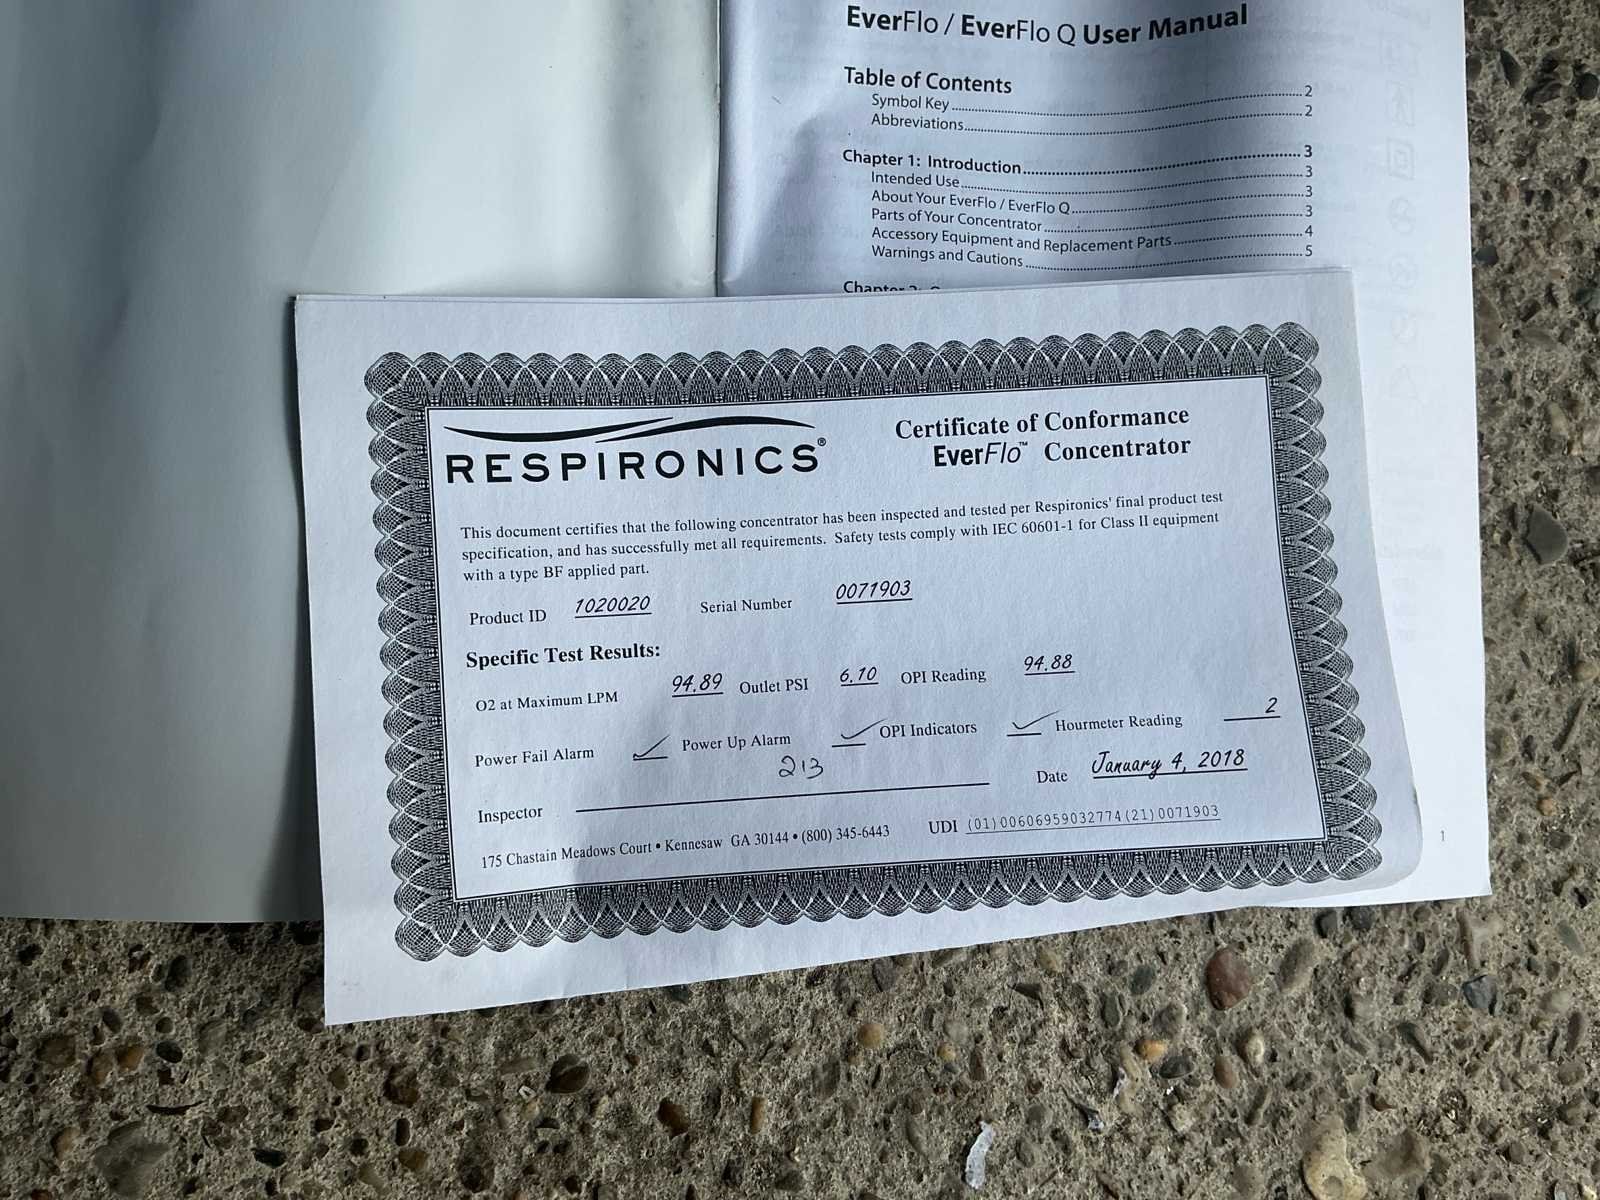 EverFlo / EverFlo Q User Manual
Table of Contents
Symbol Key 2
Abbreviations 2
Chapter 1: Introduction 3
Intended Use 3
About Your EverFlo / EverFlo Q 3
Parts of Your Concentrator 3
Accessory Equipment and Replacement Parts 4
Warnings and Cautions 5
RESPIRONICS®
Certificate of Conformance
EverFlo™ Concentrator
This document certifies that the following concentrator has been inspected and tested per Respironics' final product test
specification, and has successfully met all requirements. Safety tests comply with IEC 60601-1 for Class II equipment
with a type BF applied part.
Product ID 1020020 Serial Number 0071903
Specific Test Results:
O2 at Maximum LPM 94.89 Outlet PSI 6.10 OPI Reading 94.88
Power Fail Alarm ✓ Power Up Alarm ✓ OPI Indicators ✓ Hourmeter Reading 2
Inspector 213 Date January 4, 2018
175 Chastain Meadows Court • Kennesaw GA 30144 • (800) 345-6443 UDI (01)00606959032774(21)0071903
1